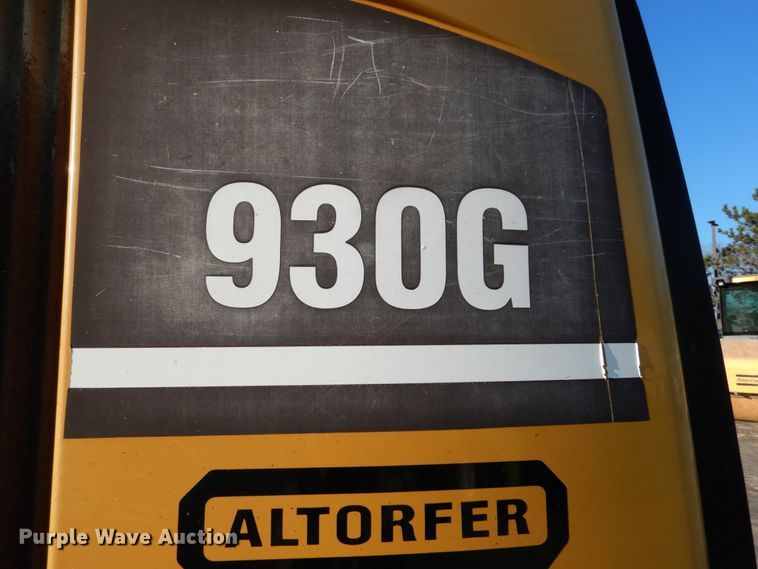 930G
ALTORFER
Purple Wave Auction